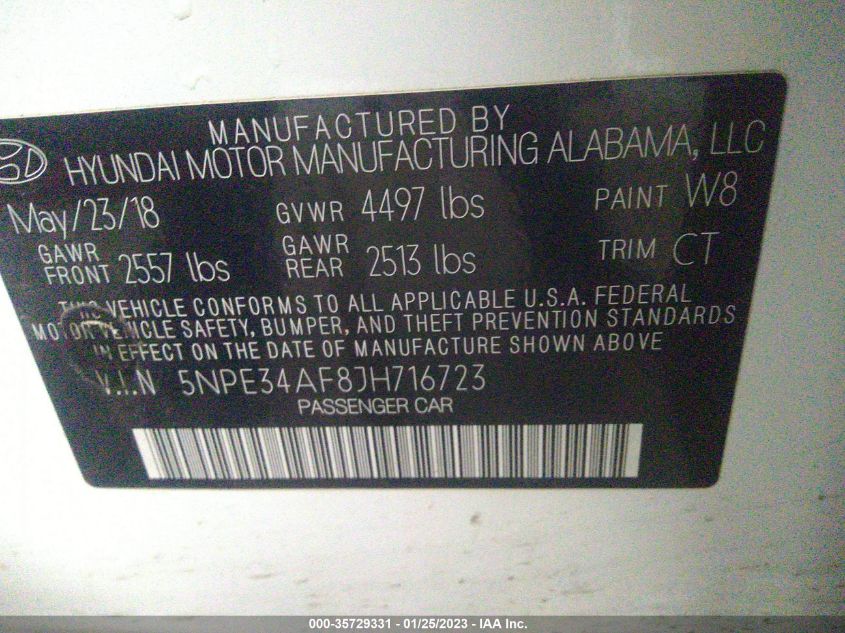 MANUFACTURED BY
HYUNDAI MOTOR MANUFACTURING ALABAMA, LLC
May/23/18 GVWR 4497 lbs PAINT W8
GAWR FRONT 2557 lbs GAWR REAR 2513 lbs TRIM CT
THIS VEHICLE CONFORMS TO ALL APPLICABLE U.S.A. FEDERAL
MOTOR VEHICLE SAFETY, BUMPER, AND THEFT PREVENTION STANDARDS
IN EFFECT ON THE DATE OF MANUFACTURE SHOWN ABOVE
V.I.N 5NPE34AF8JH716723
PASSENGER CAR
000-35729331 - 01/25/2023 - IAA Inc.